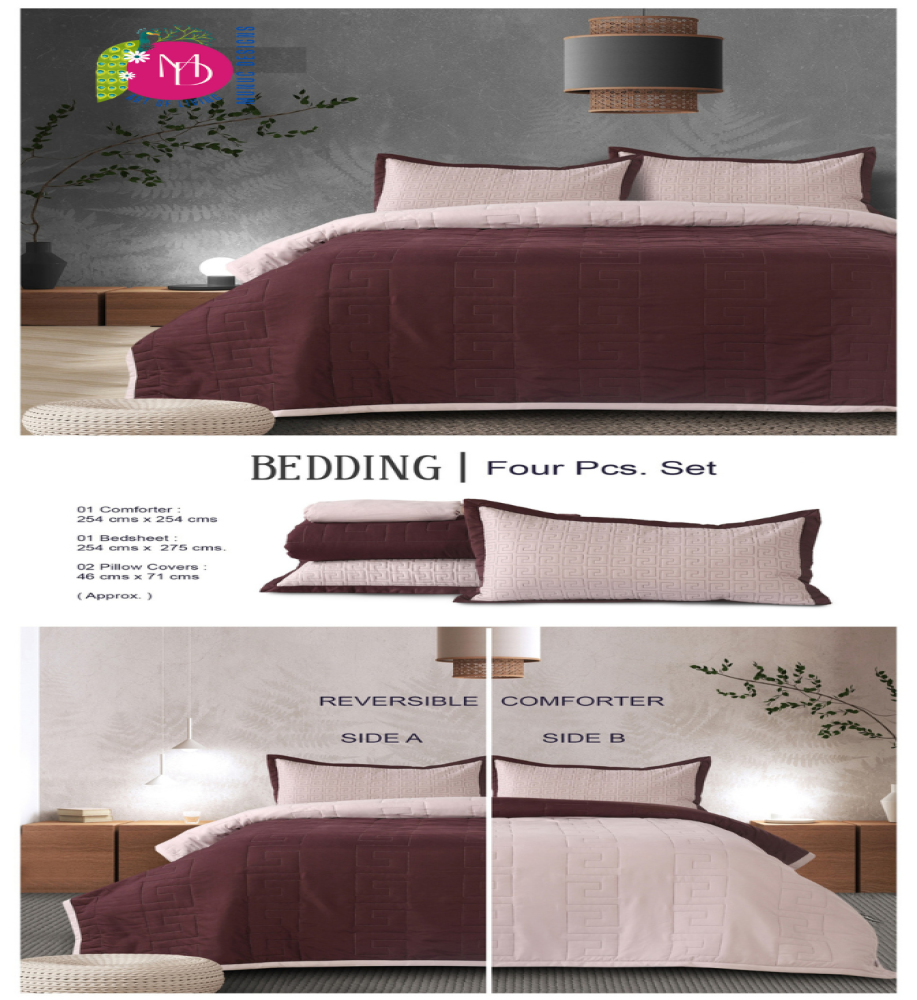 MD
BEDDING | Four Pcs. Set
01 Comforter :
254 cms x 254 cms
01 Bedsheet :
254 cms x 275 cms.
02 Pillow Covers :
46 cms x 71 cms
( Approx. )
REVERSIBLE COMFORTER
SIDE A
SIDE B